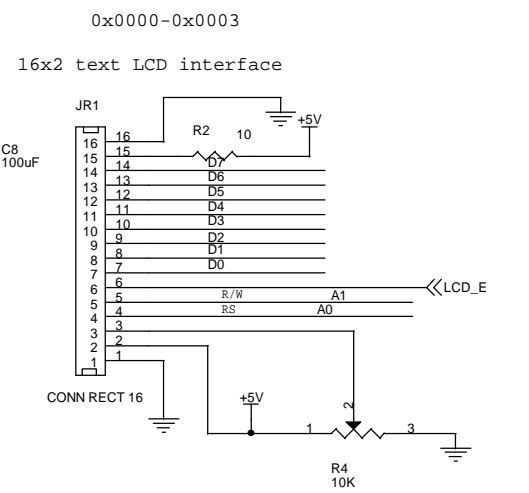 0x0000-0x0003
16x2 text LCD interface
JR1
C8
100uF
R2 10
+5V
16 16
15 15
14 14 D7
13 13 D6
12 12 D5
11 11 D4
10 10 D3
9 9 D2
8 8 D1
7 7 D0
6 6 LCD_E
5 5 R/W A1
4 4 RS A0
3 3
2 2
1 1
CONN RECT 16
+5V
2
1 3
R4
10K